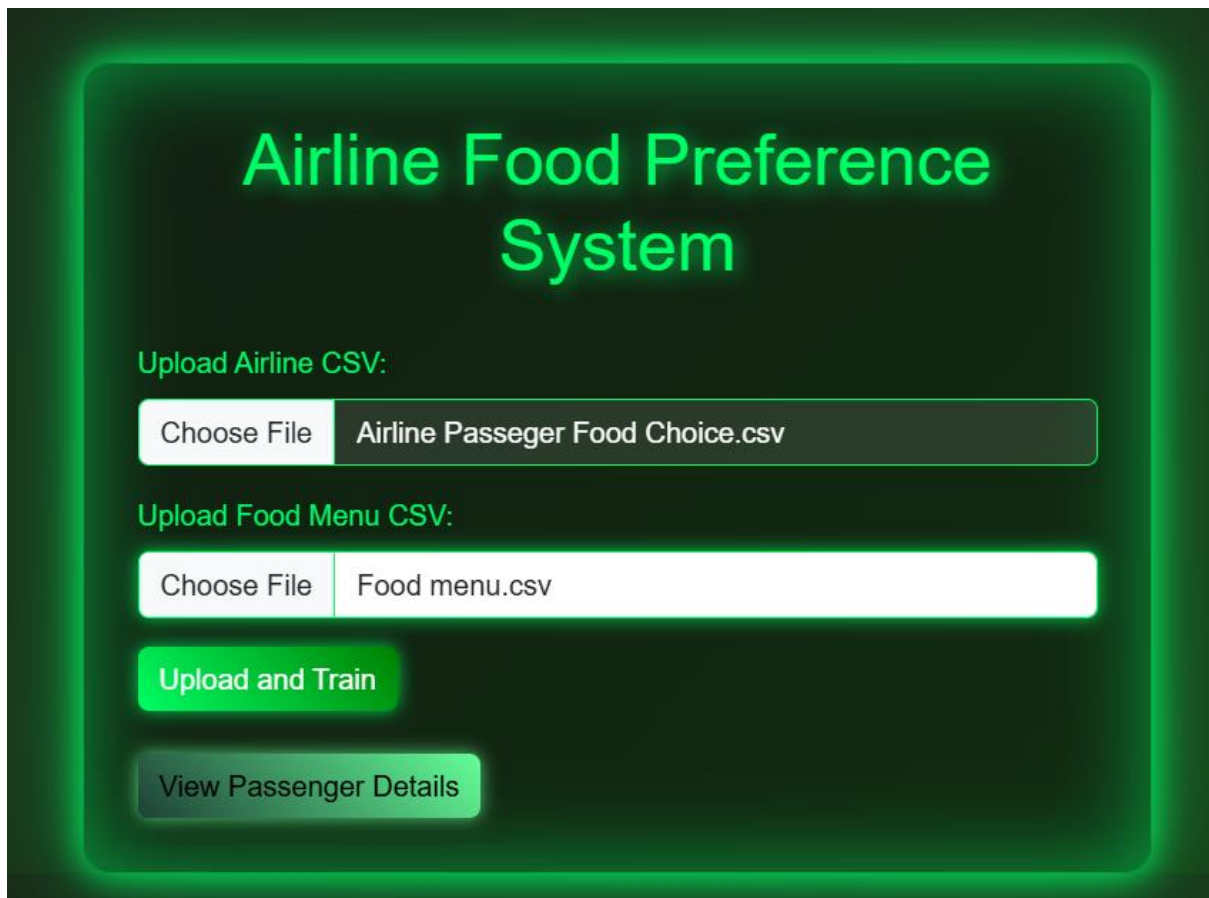 Airline Food Preference
System
Upload Airline CSV:
Choose File Airline Passeger Food Choice.csv
Upload Food Menu CSV:
Choose File Food menu.csv
Upload and Train
View Passenger Details